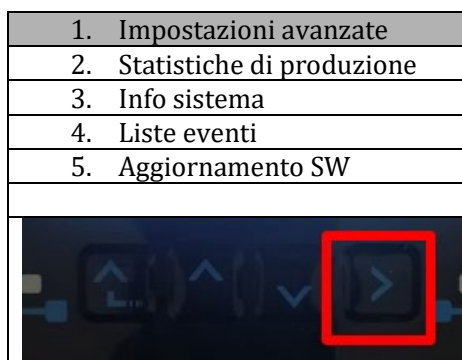 1. Impostazioni avanzate
2. Statistiche di produzione
3. Info sistema
4. Liste eventi
5. Aggiornamento SW